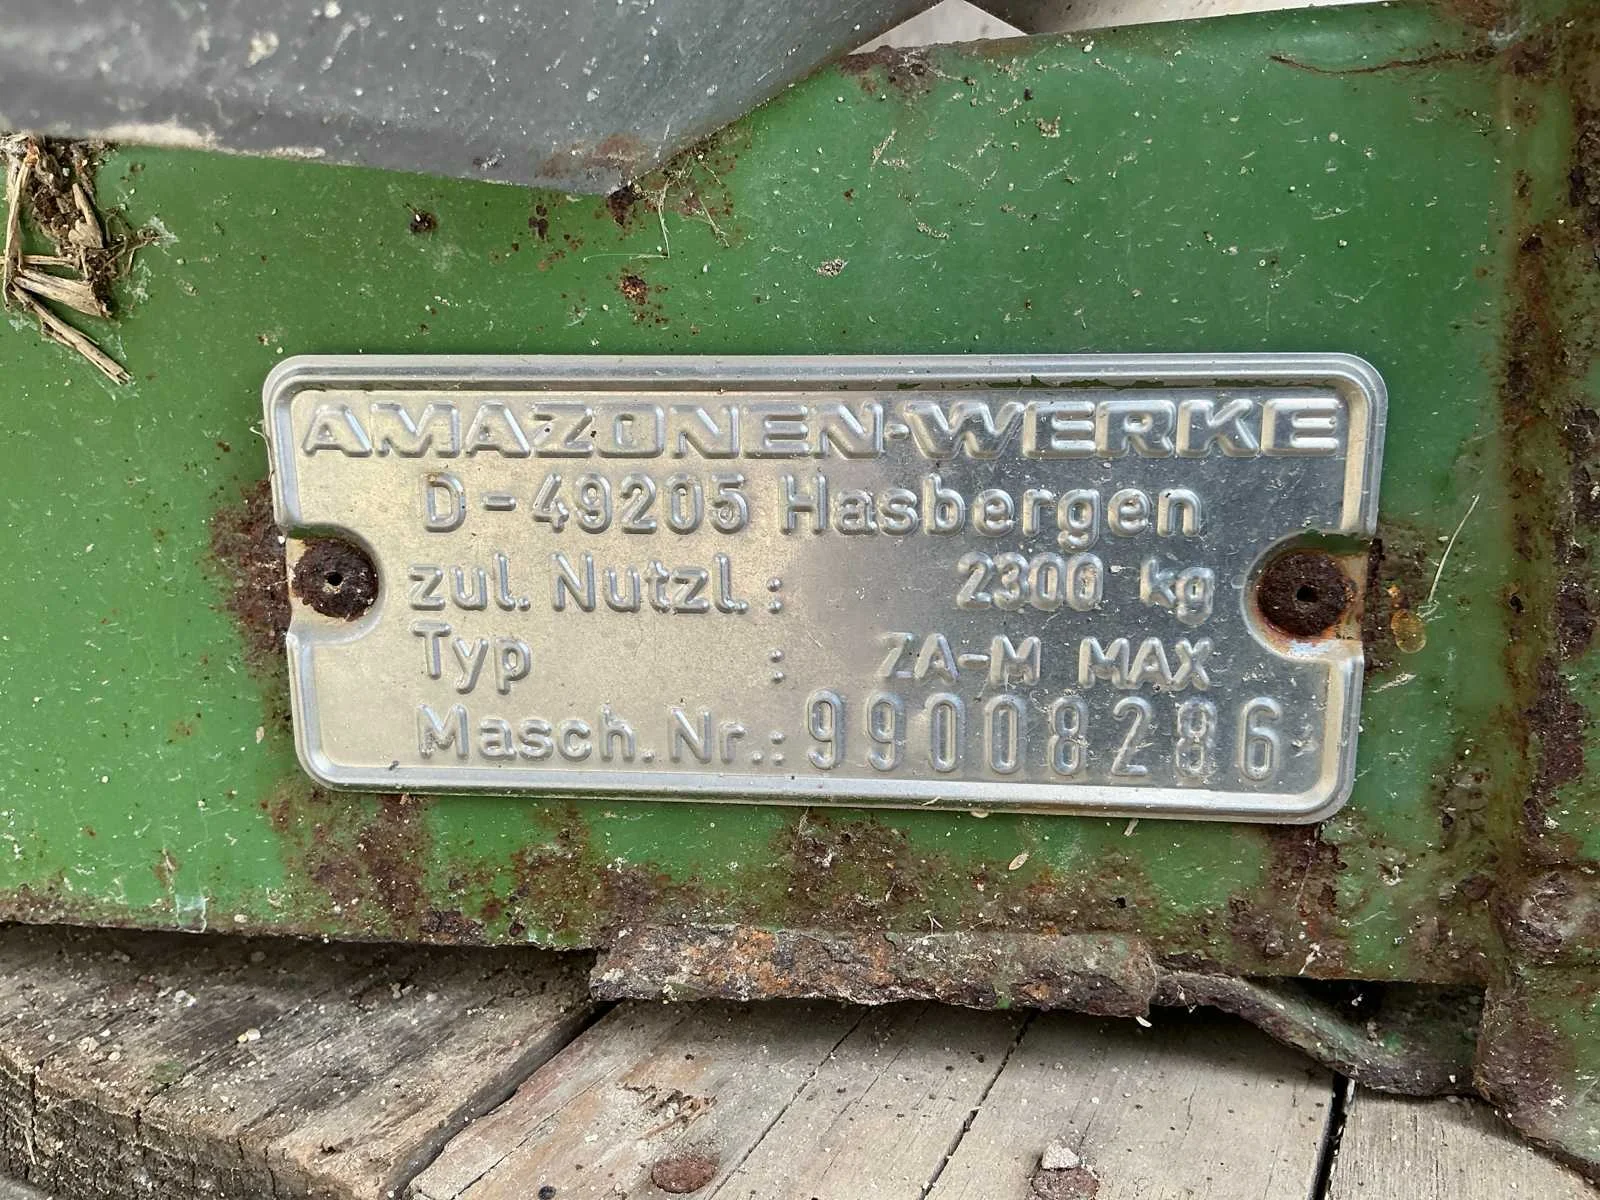 AMAZONEN-WERKE
D-49205 Hasbergen
zul. Nutzl.: 2300 kg
Typ : ZA-M MAX
Masch.Nr.: 99008286